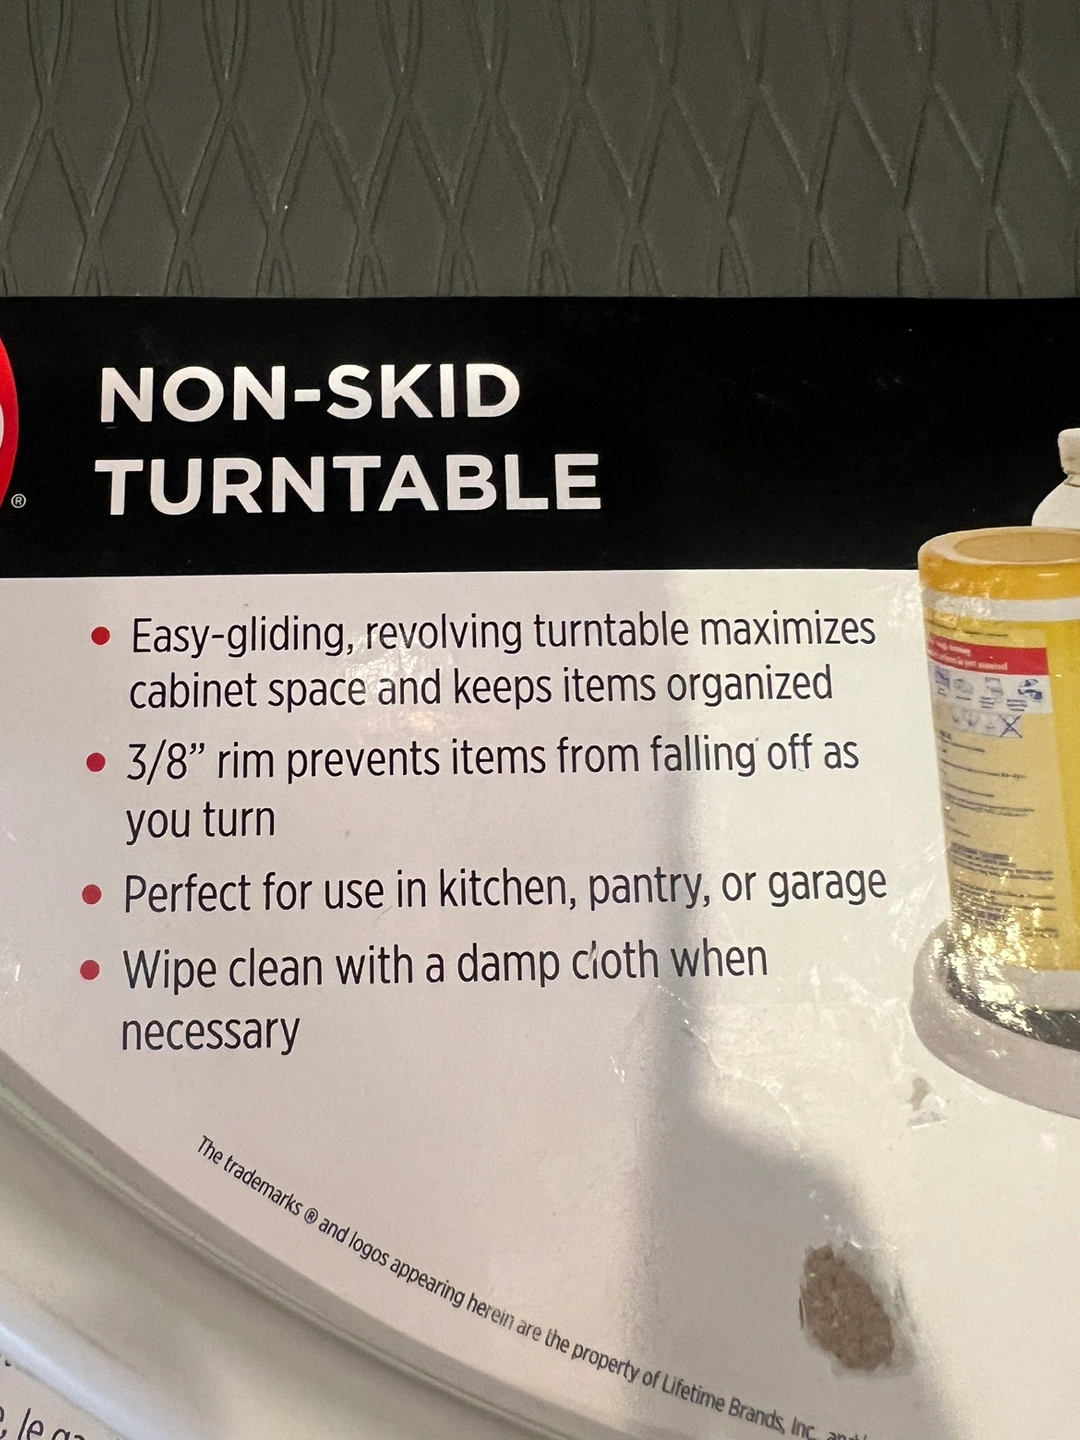 NON-SKID
TURNTABLE
®
• Easy-gliding, revolving turntable maximizes
cabinet space and keeps items organized
• 3/8” rim prevents items from falling off as
you turn
• Perfect for use in kitchen, pantry, or garage
• Wipe clean with a damp cloth when
necessary
The trademarks ® and logos appearing herein are the property of Lifetime Brands, Inc.
le